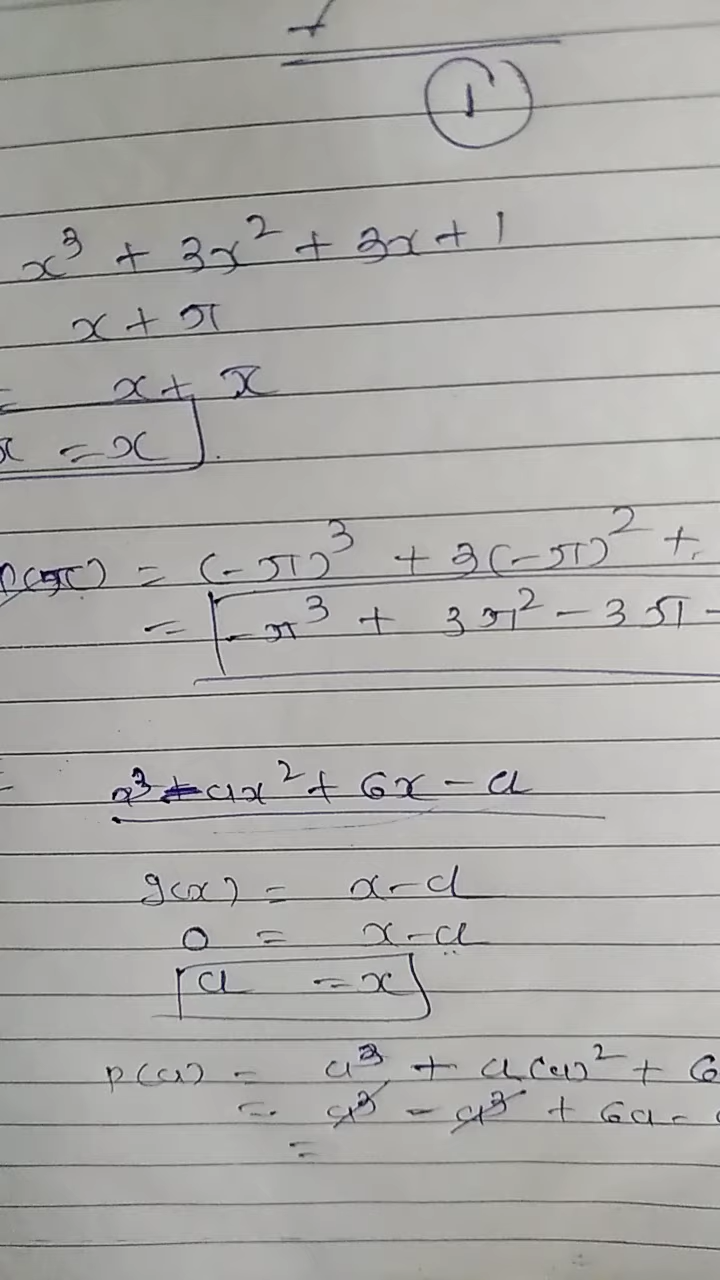 1
x³ + 3x² + 3x + 1
x + π
= x + π
x = x
p(π) = (-π)³ + 3(-π)² +
= -π³ + 3π² - 3π -
= x³ - ax² + 6x - a
g(x) = x - a
0 = x - a
a = x
p(a) = a³ + a(a)² + 6
= a³ - a³ + 6a -
=